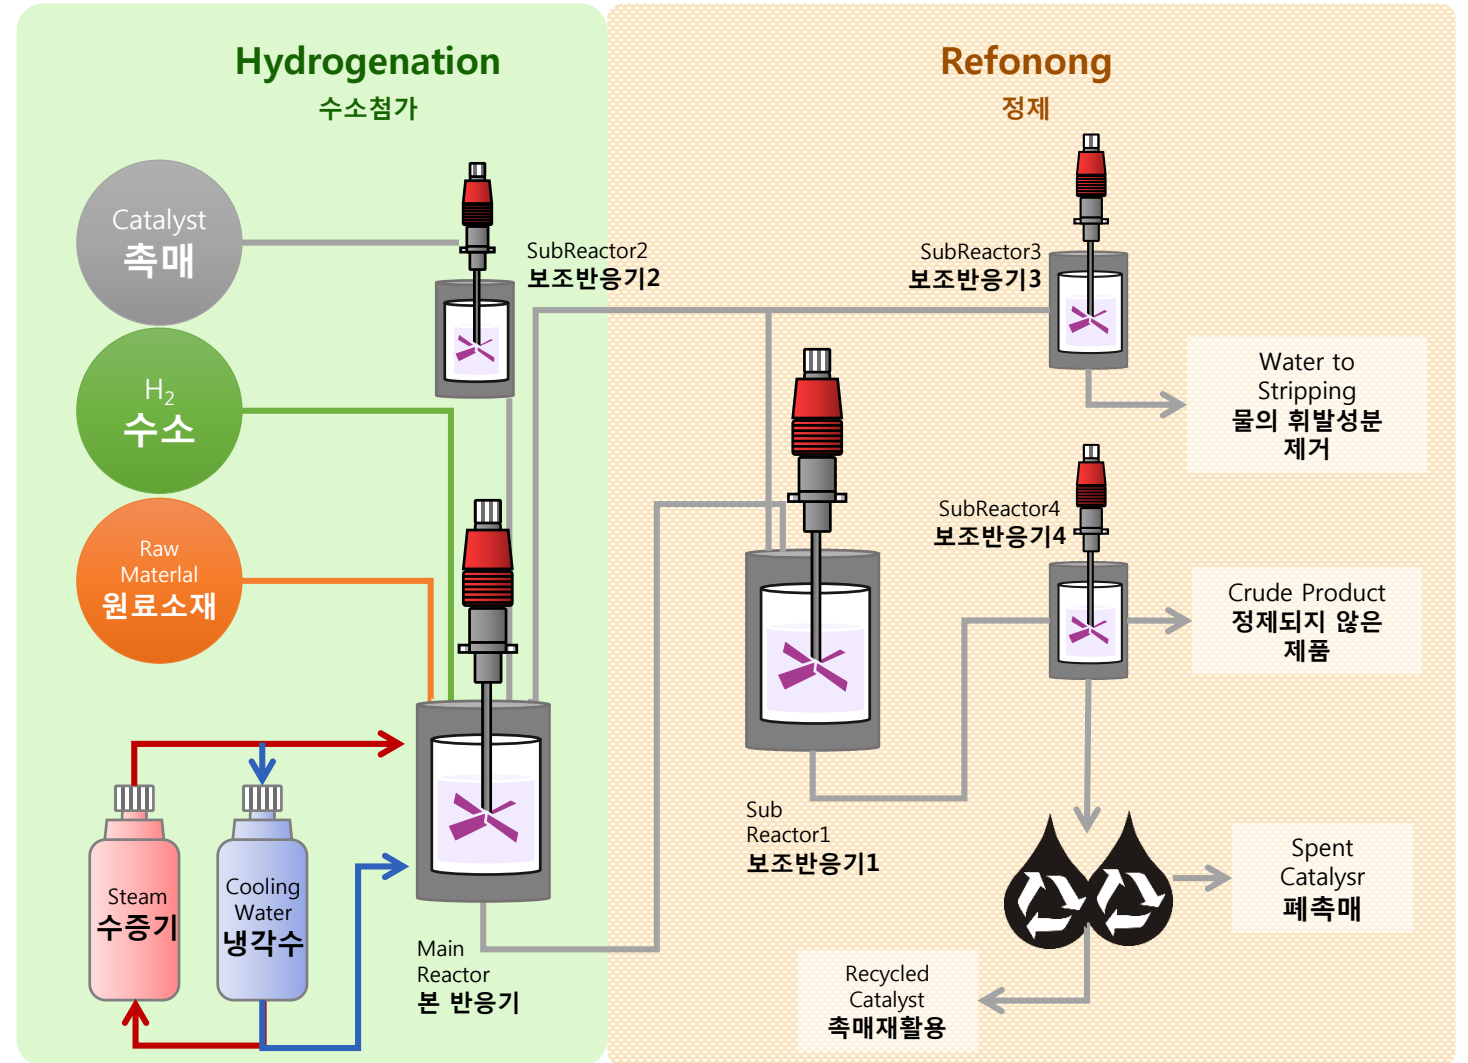 Hydrogenation
수소첨가
Refonong
정제
Catalyst
촉매
SubReactor2
보조반응기2
SubReactor3
보조반응기3
H2
수소
Water to
Stripping
물의 휘발성분
제거
Raw
Materlal
원료소재
SubReactor4
보조반응기4
Crude Product
정제되지 않은
제품
Sub
Reactor1
보조반응기1
Steam
수증기
Cooling
Water
냉각수
Main
Reactor
본 반응기
Spent
Catalysr
폐촉매
Recycled
Catalyst
촉매재활용